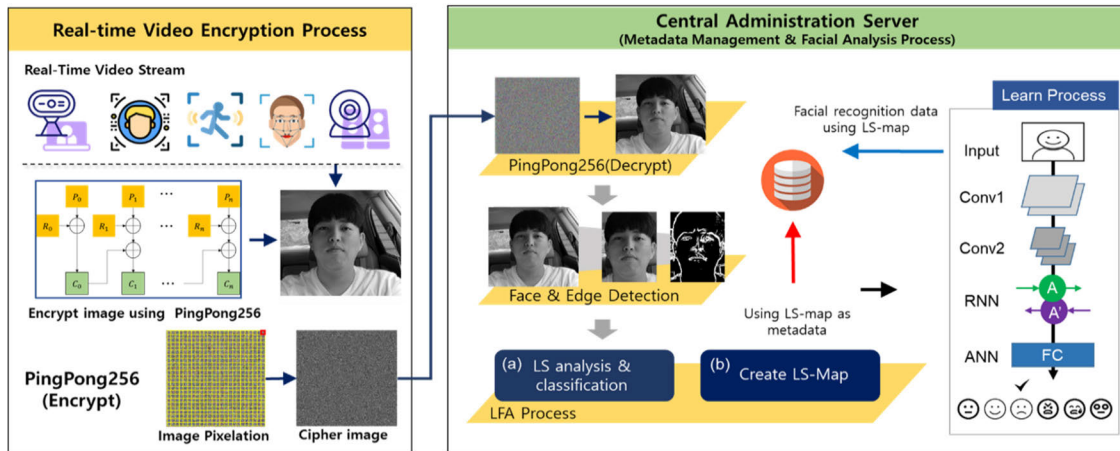 Real-time Video Encryption Process
Real-Time Video Stream
P0 P1 ... Pn
R0 R1 ... Rn
C0 C1 ... Cn
Encrypt image using PingPong256
PingPong256
(Encrypt)
Image Pixelation
Cipher image
Central Administration Server
(Metadata Management & Facial Analysis Process)
PingPong256(Decrypt)
Face & Edge Detection
(a) LS analysis &
classification
(b) Create LS-Map
LFA Process
Facial recognition data
using LS-map
Using LS-map as
metadata
Learn Process
Input
Conv1
Conv2
RNN
A
A'
ANN
FC